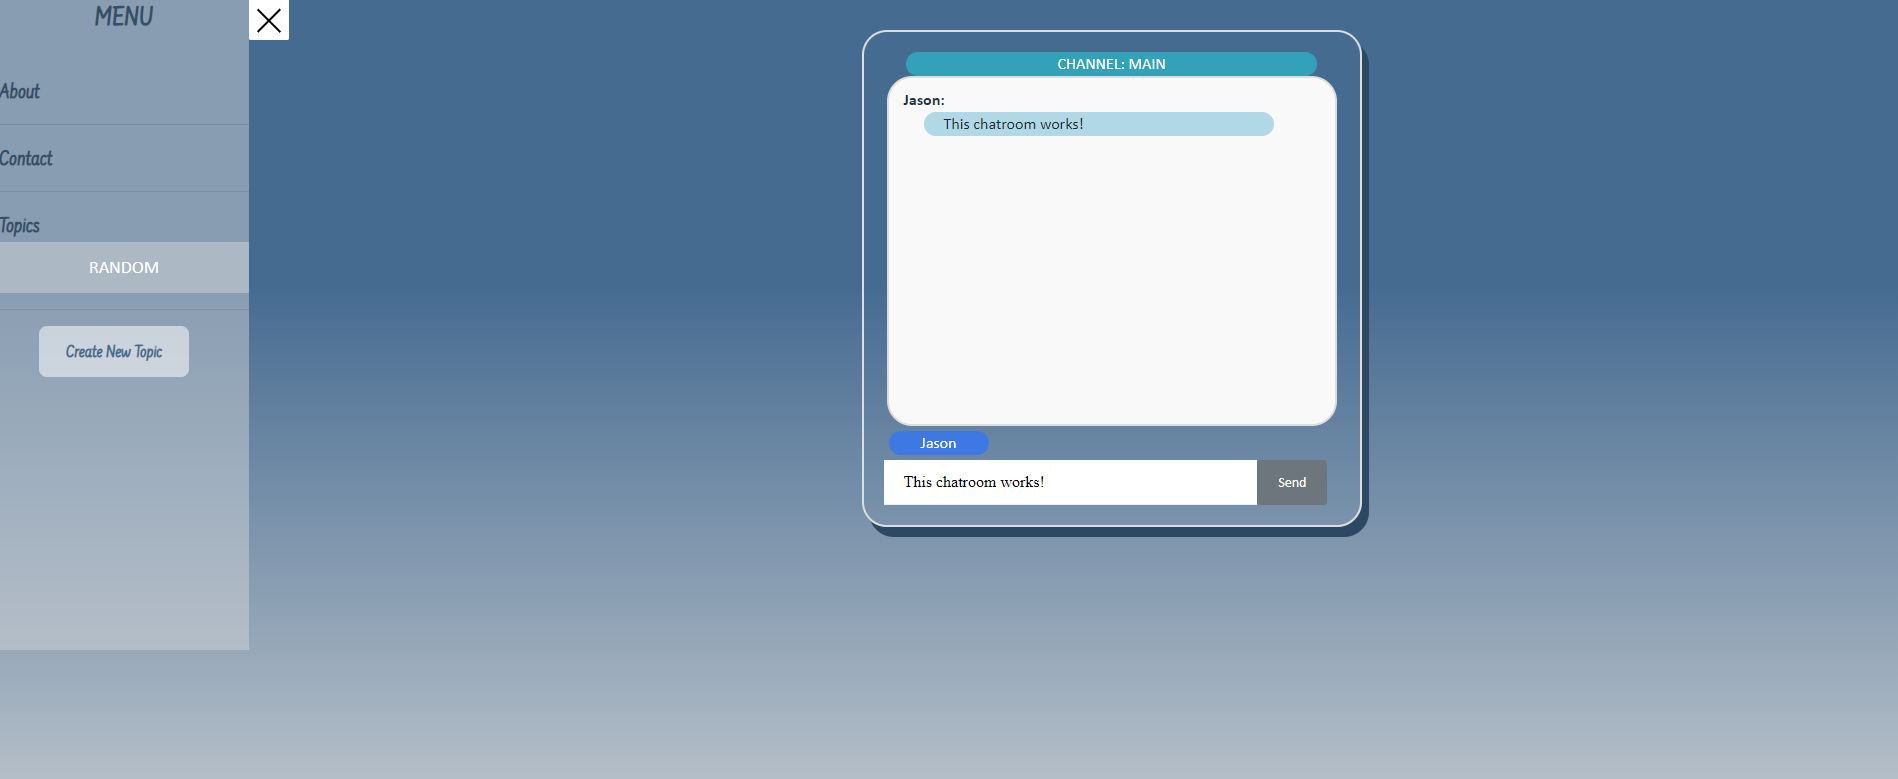 MENU
About
Contact
Topics
RANDOM
Create New Topic
CHANNEL: MAIN
Jason:
This chatroom works!
Jason
This chatroom works!
Send